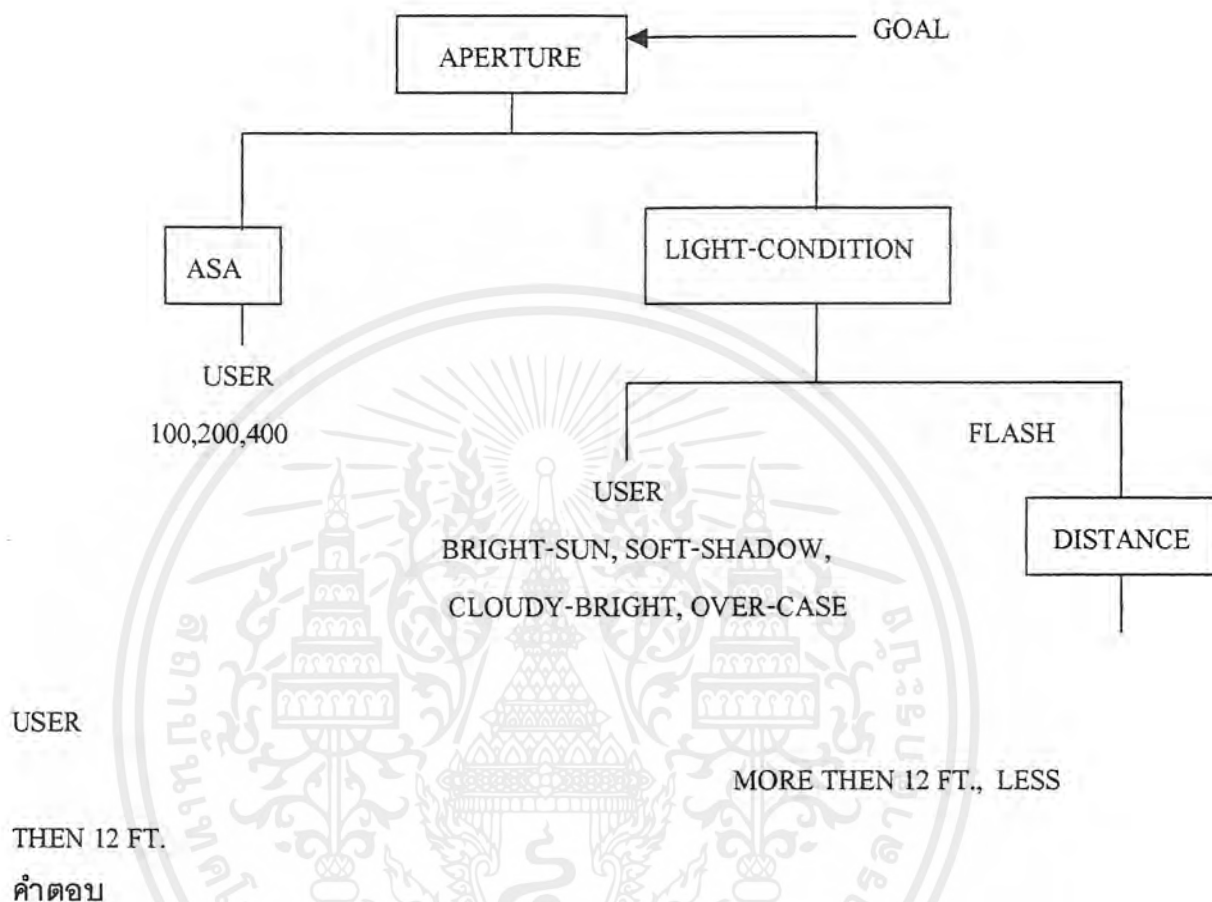 GOAL
APERTURE
ASA
LIGHT-CONDITION
USER
100,200,400
FLASH
USER
DISTANCE
BRIGHT-SUN, SOFT-SHADOW,
CLOUDY-BRIGHT, OVER-CASE
USER
MORE THEN 12 FT., LESS
THEN 12 FT.
คำตอบ